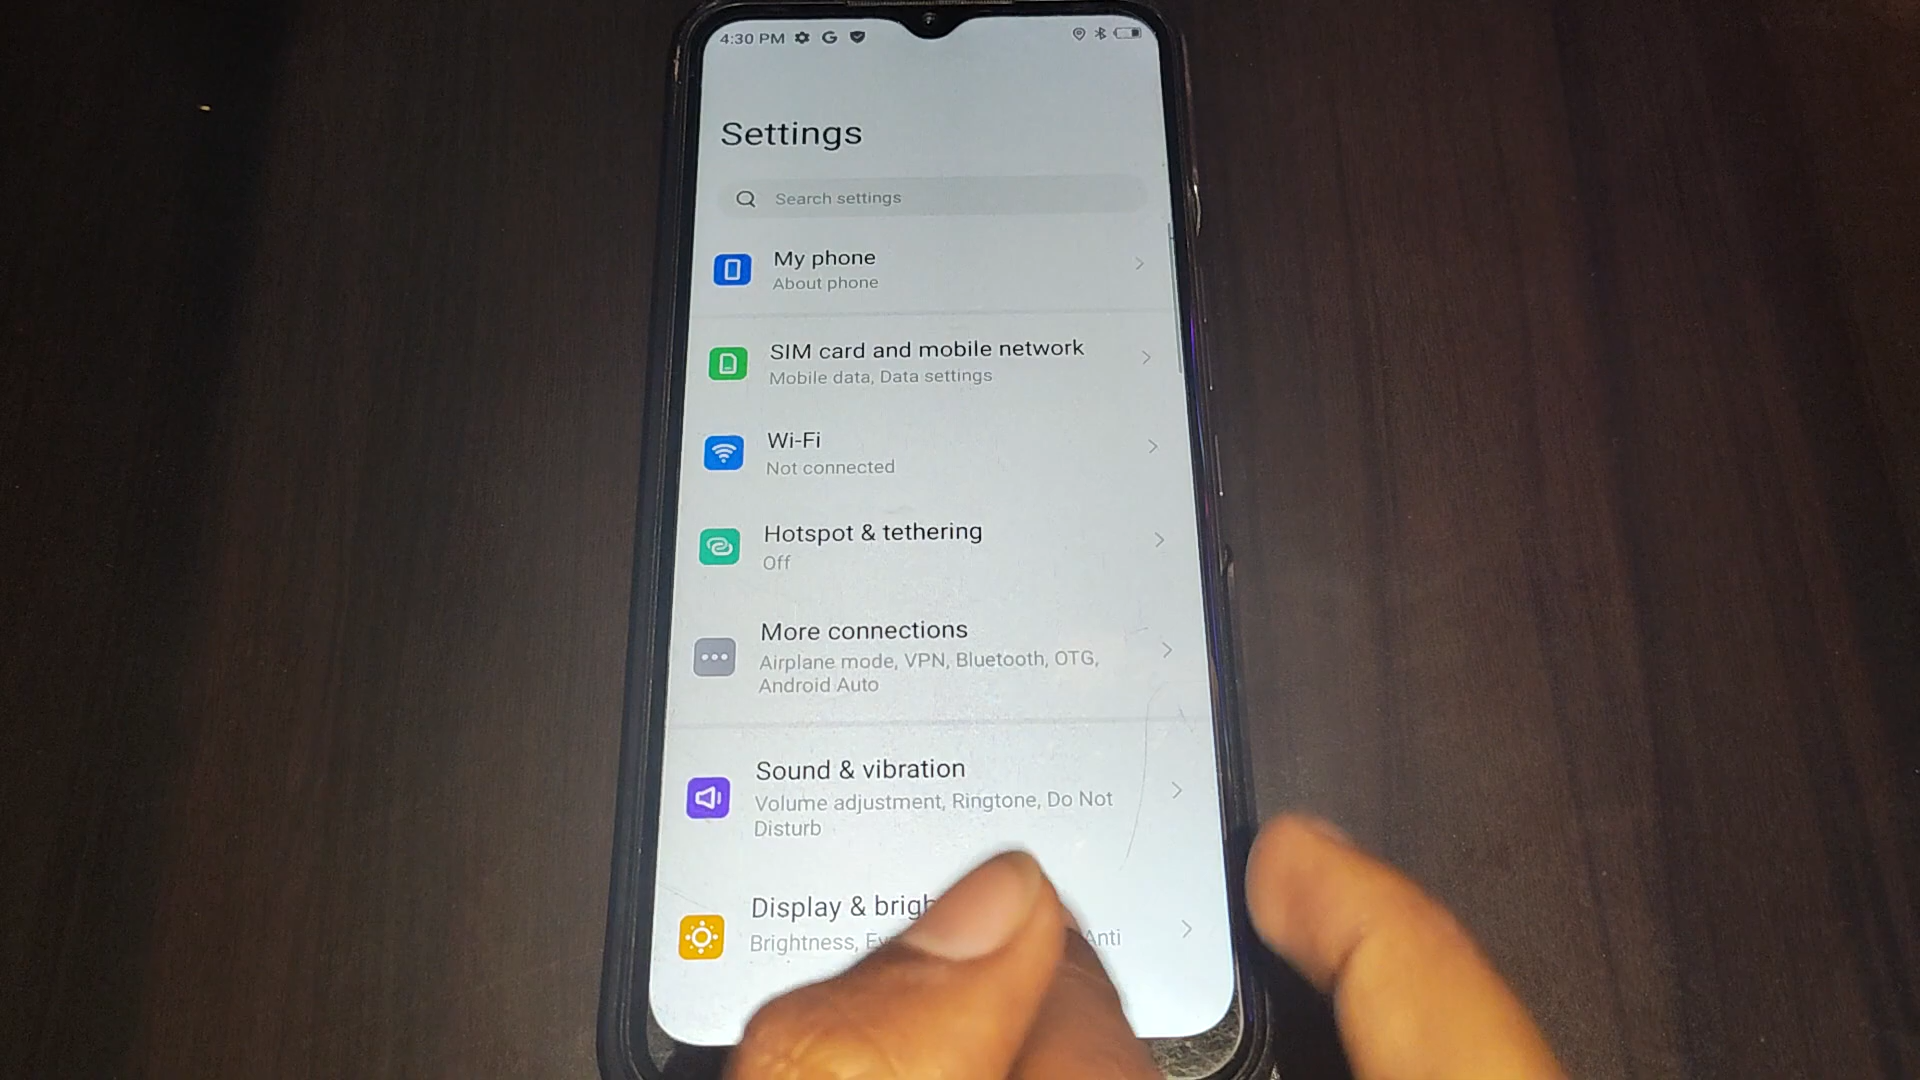 4:30 PM
Settings
Search settings
My phone
About phone
SIM card and mobile network
Mobile data, Data settings
Wi-Fi
Not connected
Hotspot & tethering
Off
More connections
Airplane mode, VPN, Bluetooth, OTG,
Android Auto
Sound & vibration
Volume adjustment, Ringtone, Do Not
Disturb
Display &
Brightness, Anti